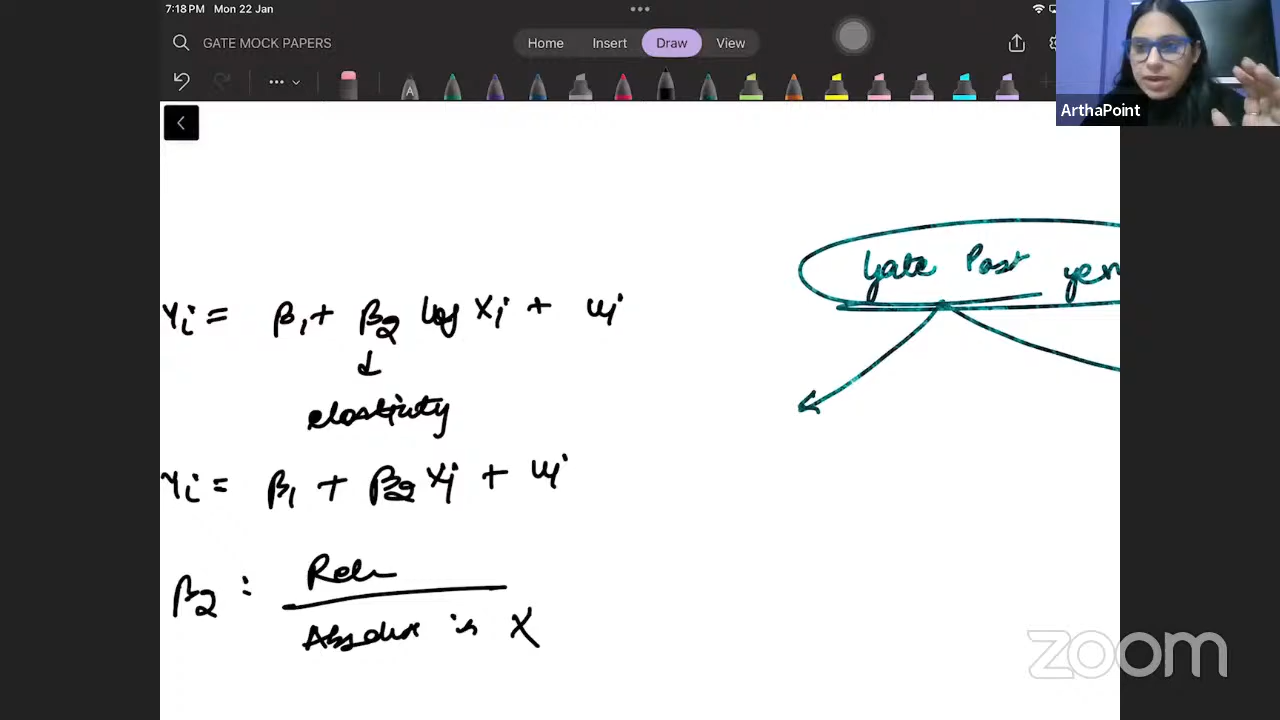 7:18 PM Mon 22 Jan
GATE MOCK PAPERS
Home Insert Draw View
A
ArthaPoint
Gate Past
Yi = β1 + β2 log Xi + ui
elasticity
Yi = β1 + β2 Xi + ui
β2 :
Absolute in X
zoom